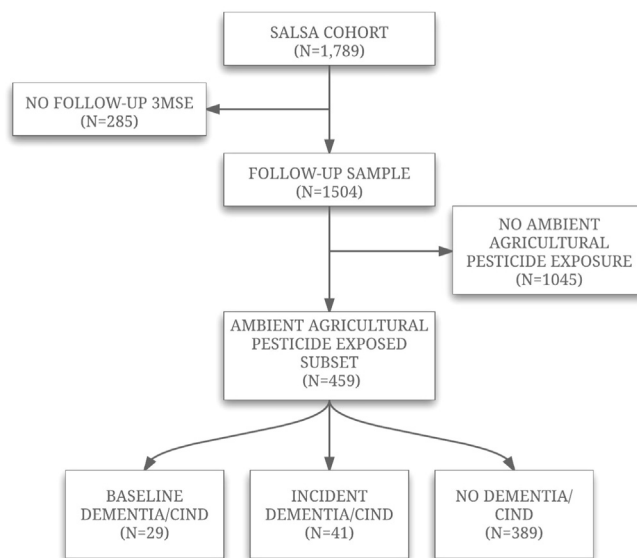 SALSA COHORT
(N=1,789)
NO FOLLOW-UP 3MSE
(N=285)
FOLLOW-UP SAMPLE
(N=1504)
NO AMBIENT
AGRICULTURAL
PESTICIDE EXPOSURE
(N=1045)
AMBIENT AGRICULTURAL
PESTICIDE EXPOSED
SUBSET
(N=459)
BASELINE
DEMENTIA/CIND
(N=29)
INCIDENT
DEMENTIA/CIND
(N=41)
NO DEMENTIA/
CIND
(N=389)